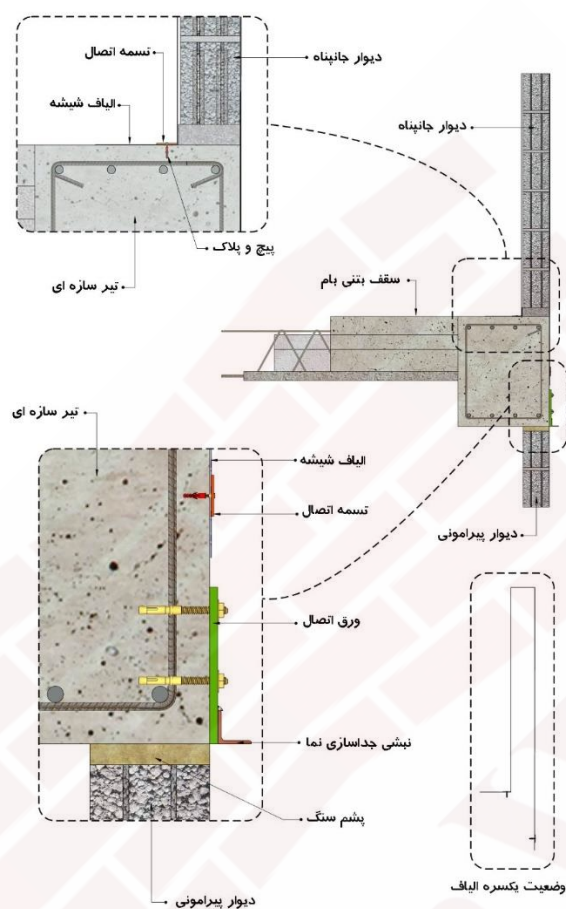 تسمه اتصال
دیوار جانپناه
الیاف شیشه
پیچ و پلاک
تیر سازه ای
دیوار جانپناه
سقف بتنی بام
تیر سازه ای
الیاف شیشه
تسمه اتصال
دیوار پیرامونی
ورق اتصال
نبشی جداسازی نما
پشم سنگ
دیوار پیرامونی
وضعیت یکسره الیاف